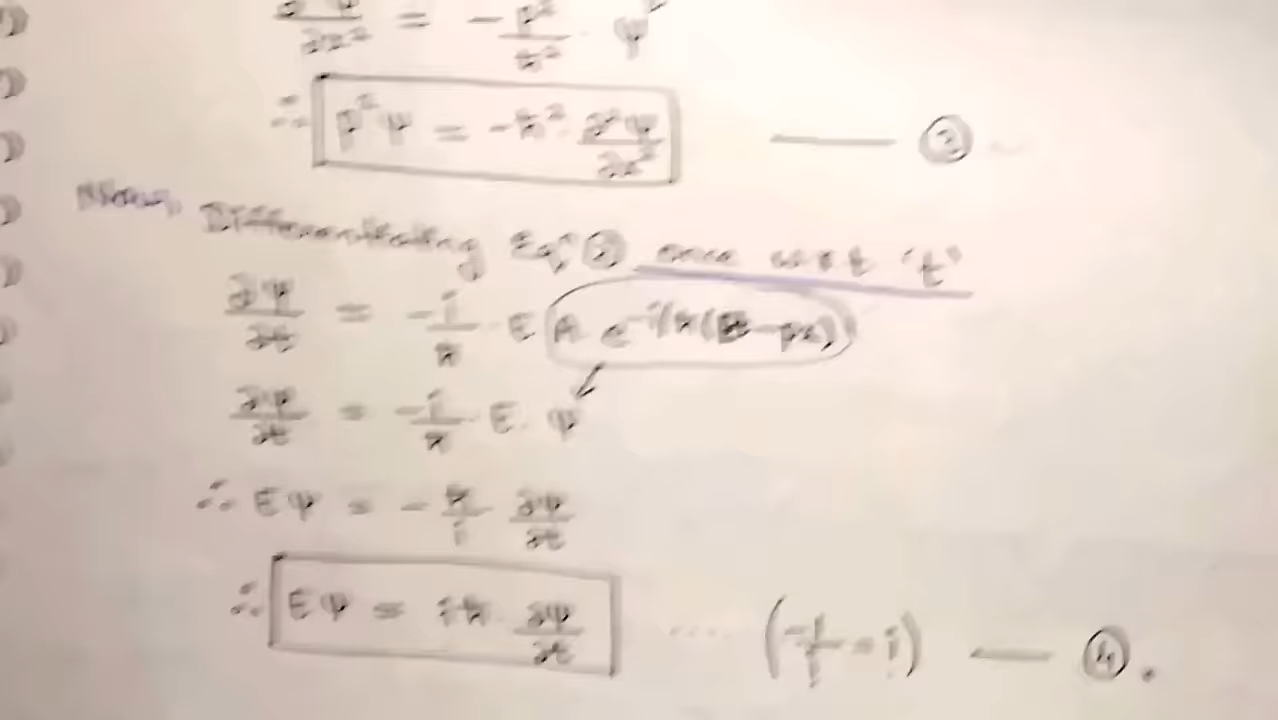 ∂²ψ/∂x² = -p²/ħ² · ψ
∴ p²ψ = -ħ² · ∂²ψ/∂x² —— ③
Now, Differentiating Eqⁿ ② once w.r.t 't'
∂ψ/∂t = -i/ħ · E A e^{-i/ħ(Et-px)}
∂ψ/∂t = -i/ħ · E · ψ
∴ Eψ = -ħ/i ∂ψ/∂t
∴ Eψ = iħ · ∂ψ/∂t .... (-1/i = i) —— ④.